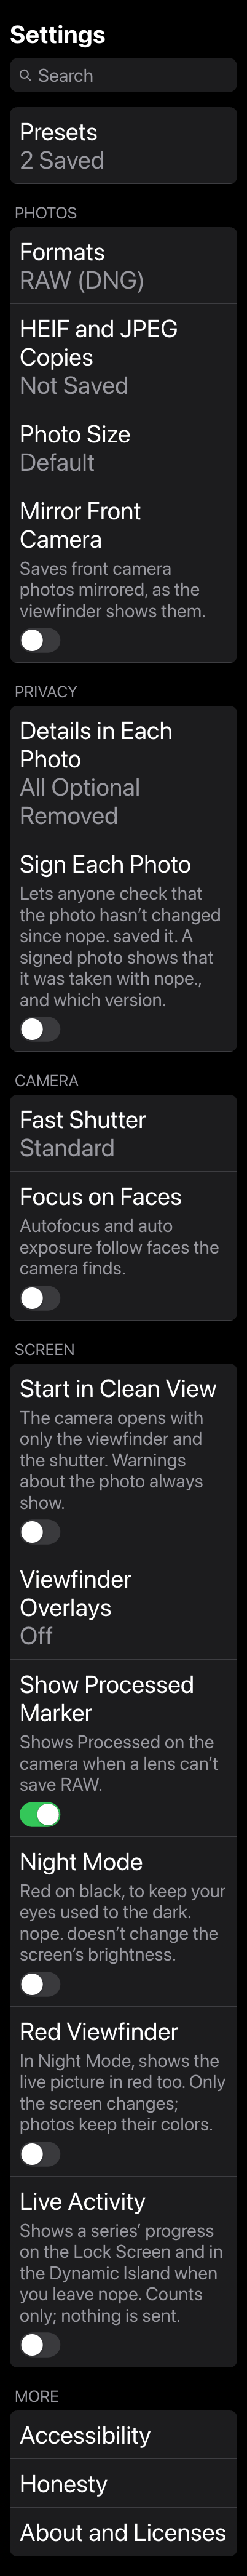 Settings
Search
Presets
2 Saved
PHOTOS
Formats
RAW (DNG)
HEIF and JPEG
Copies
Not Saved
Photo Size
Default
Mirror Front
Camera
Saves front camera
photos mirrored, as the
viewfinder shows them.
PRIVACY
Details in Each
Photo
All Optional
Removed
Sign Each Photo
Lets anyone check that
the photo hasn’t changed
since nope. saved it. A
signed photo shows that
it was taken with nope.,
and which version.
CAMERA
Fast Shutter
Standard
Focus on Faces
Autofocus and auto
exposure follow faces the
camera finds.
SCREEN
Start in Clean View
The camera opens with
only the viewfinder and
the shutter. Warnings
about the photo always
show.
Viewfinder
Overlays
Off
Show Processed
Marker
Shows Processed on the
camera when a lens can’t
save RAW.
Night Mode
Red on black, to keep your
eyes used to the dark.
nope. doesn’t change the
screen’s brightness.
Red Viewfinder
In Night Mode, shows the
live picture in red too. Only
the screen changes;
photos keep their colors.
Live Activity
Shows a series’ progress
on the Lock Screen and in
the Dynamic Island when
you leave nope. Counts
only; nothing is sent.
MORE
Accessibility
Honesty
About and Licenses